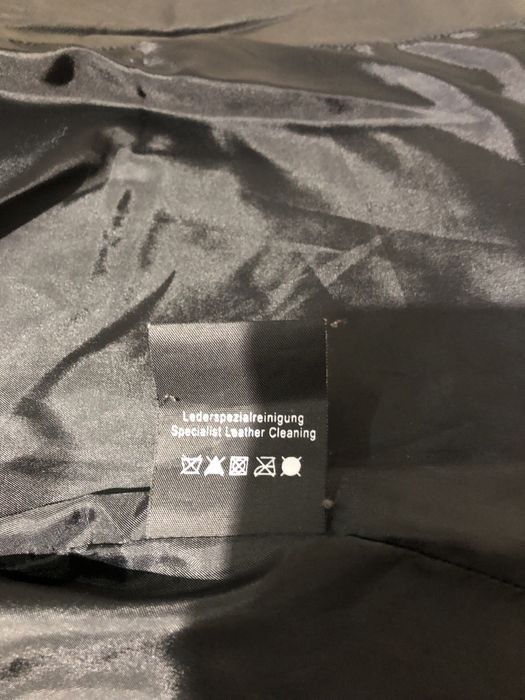 Lederspezialreinigung
Specialist Leather Cleaning